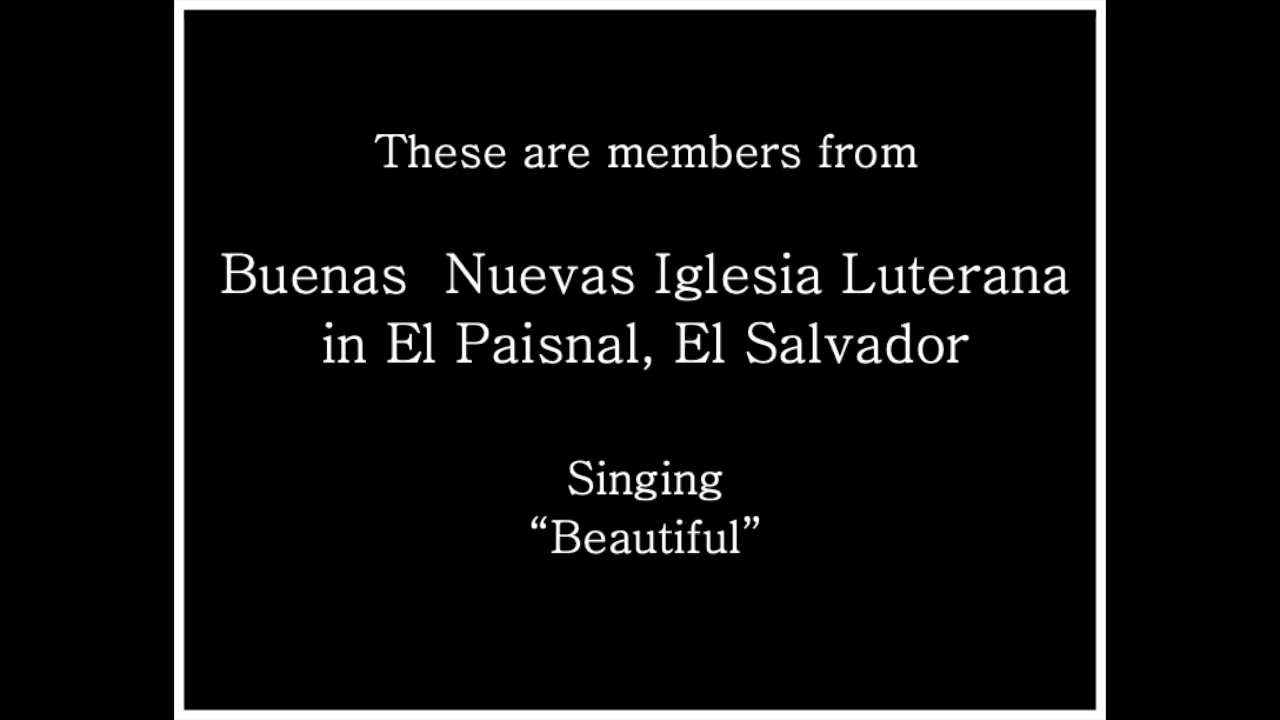 These are members from
Buenas Nuevas Iglesia Luterana
in El Paisnal, El Salvador
Singing
“Beautiful”